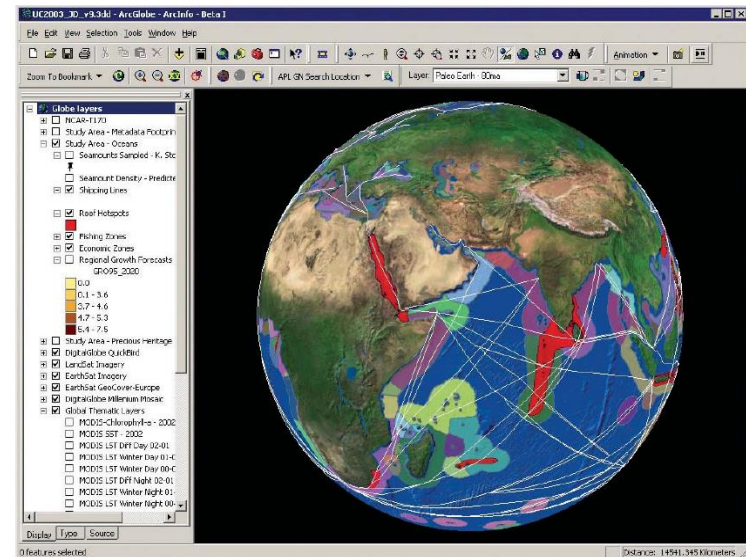 UC2003_3D_v9.3dd - ArcGlobe - ArcInfo - Beta I
File Edit View Selection Tools Window Help
Animation
Zoom To Bookmark
APL GN Search Location
Layer: Paleo Earth - 80ma
Globe layers
NCAR-T170
Study Area - Metadata Footprin
Study Area - Oceans
Seamounts Sampled - K. Sto
Seamount Density - Predicte
Shipping Lines
Reef Hotspots
Fishing Zones
Economic Zones
Regional Growth Forecasts
GRO95_2020
0.0
0.1 - 3.6
3.7 - 4.6
4.7 - 5.3
5.4 - 7.5
Study Area - Precious Heritage
DigitalGlobe QuickBird
LandSat Imagery
EarthSat Imagery
EarthSat GeoCover-Europe
DigitalGlobe Millenium Mosaic
Global Thematic Layers
MODIS-Chlorophyll-a - 2002
MODIS SST - 2002
MODIS LST Diff Day 02-01
MODIS LST Winter Day 01-0
MODIS LST Winter Day 00-0
MODIS LST Diff Night 02-01
MODIS LST Winter Night 01-
MODIS LST Winter Night 00-
Display Type Source
0 features selected
Distance: 14541.345 Kilometers